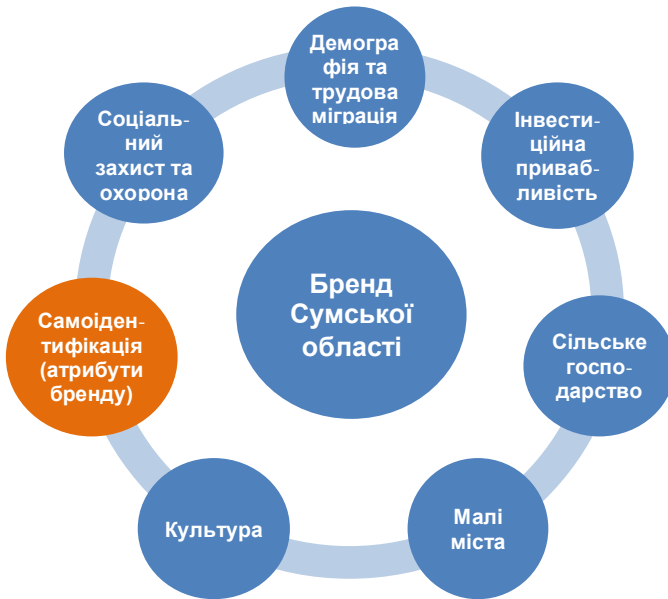 Демогра
фія та
трудова
міграція
Інвести-
ційна
приваб-
ливість
Сільське
госпо-
дарство
Малі
міста
Культура
Самоіден-
тифікація
(атрибути
бренду)
Соціаль-
ний
захист та
охорона
Бренд
Сумської
області